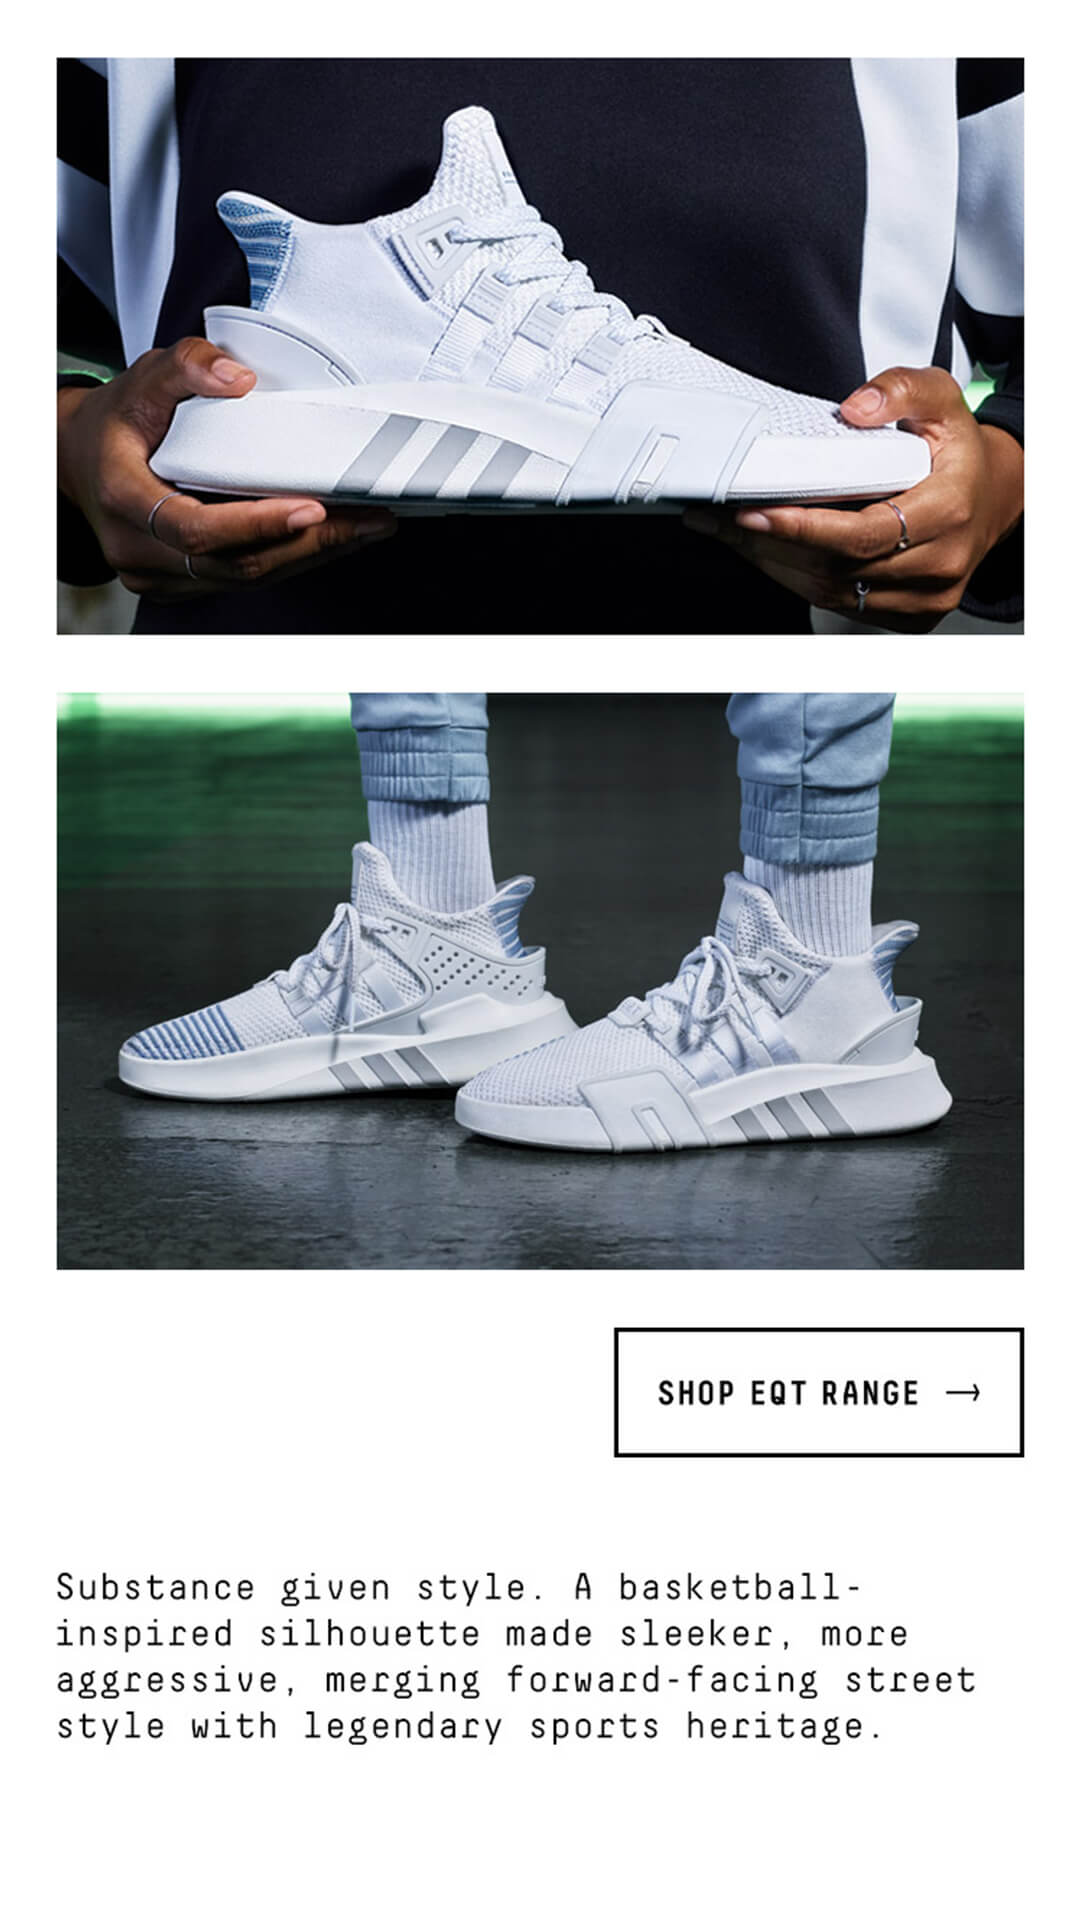 SHOP EQT RANGE →
Substance given style. A basketball-
inspired silhouette made sleeker, more
aggressive, merging forward-facing street
style with legendary sports heritage.